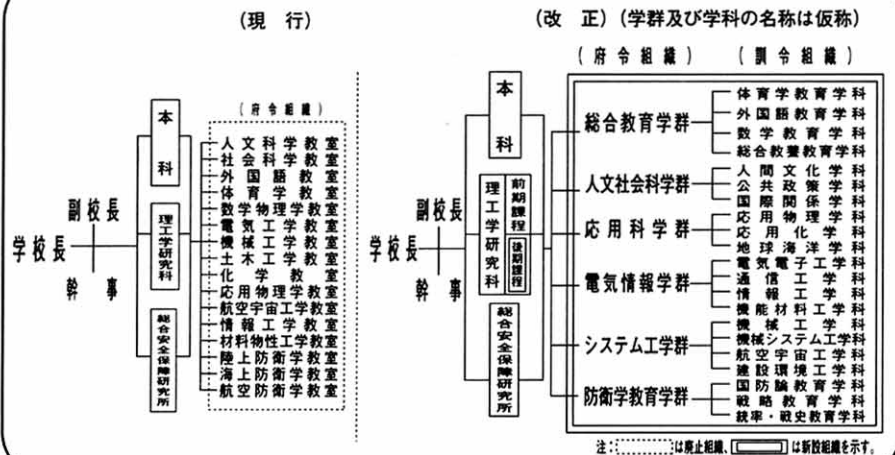 (現 行)
(府令組織)
学校長
副校長
幹事
本科
理工学研究科
総合安全保障研究所
人文科学教室
社会科学教室
外国語教室
体育学教室
数学物理学教室
電気工学教室
機械工学教室
土木工学教室
化学教室
応用物理学教室
航空宇宙工学教室
情報工学教室
材料物性工学教室
陸上防衛学教室
海上防衛学教室
航空防衛学教室
(改 正)(学群及び学科の名称は仮称)
(府令組織)
(訓令組織)
学校長
副校長
幹事
本科
理工学研究科
前期課程
後期課程
総合安全保障研究所
総合教育学群
体育学教育学科
外国語教育学科
数学教育学科
総合教養教育学科
人文社会科学群
人間文化学科
公共政策学科
国際関係学科
応用科学群
応用物理学科
応用化学科
地球海洋学科
電気情報学群
電気電子工学科
通信工学科
情報工学科
機能材料工学科
システム工学群
機械工学科
機械システム工学科
航空宇宙工学科
建設環境工学科
防衛学教育学群
国防論教育学科
戦略教育学科
統率・戦史教育学科
注:は廃止組織、は新設組織を示す。